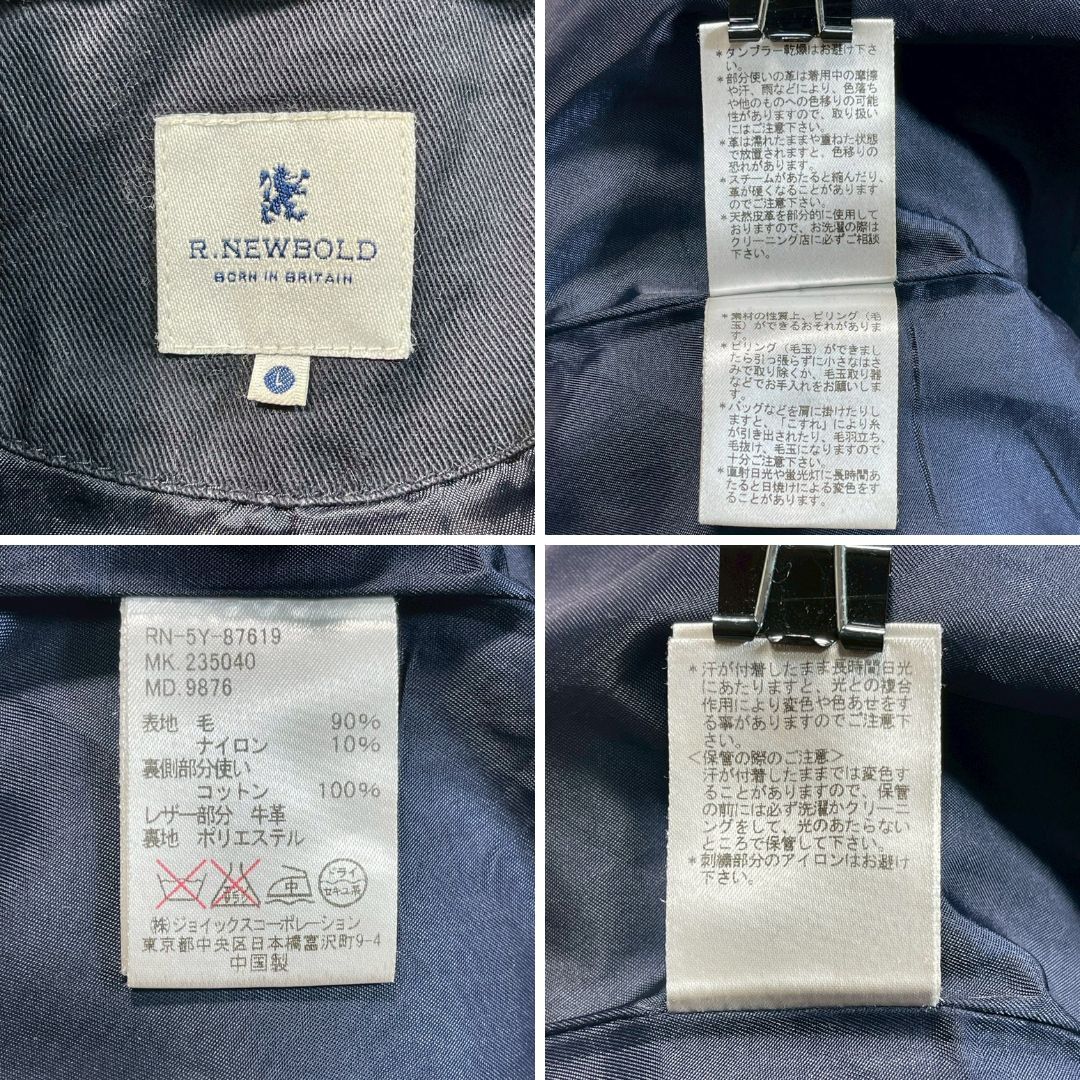 R.NEWBOLD
BORN IN BRITAIN
L
*タンブラー乾燥はお避け下さ
い。
*部分使いの革は着用中の摩擦
や汗、雨などにより、色落ち
や他のものへの色移りの可能
性がありますので、取り扱い
にはご注意下さい。
*革は濡れたままや重ねた状態
で放置されますと、色移りの
恐れがあります。
*スチームがあたると縮んだり、
革が硬くなることがあります
のでご注意下さい。
*天然皮革を部分的に使用して
おりますので、お洗濯の際は
クリーニング店に必ずご相談
下さい。
*素材の性質上、ピリング(毛
玉)ができるおそれがありま
す。
*ピリング(毛玉)ができまし
たら引っ張らずに小さなはさ
みで取り除くか、毛玉取り器
などでお手入れをお願いしま
す。
*バッグなどを肩に掛けたりし
ますと、「こすれ」により糸
が引き出されたり、毛羽立ち、
毛抜け、毛玉になりますので
十分ご注意下さい。
*直射日光や蛍光灯に長時間あ
たると日焼けによる変色をす
ることがあります。
RN-5Y-87619
MK.235040
MD.9876
表地 毛 90%
ナイロン 10%
裏側部分使い
コットン 100%
レザー部分 牛革
裏地 ポリエステル
エンソサラシ 中 ドライ セキユ系
㈱ジョイックスコーポレーション
東京都中央区日本橋富沢町9-4
中国製
*汗が付着したまま長時間日光
にあたりますと、光との複合
作用により変色や色あせをす
る事がありますのでご注意下
さい。
<保管の際のご注意>
汗が付着したままでは変色す
ることがありますので、保管
の前には必ず洗濯かクリーニ
ングをして、光のあたらない
ところで保管して下さい。
*刺繍部分のアイロンはお避け
下さい。